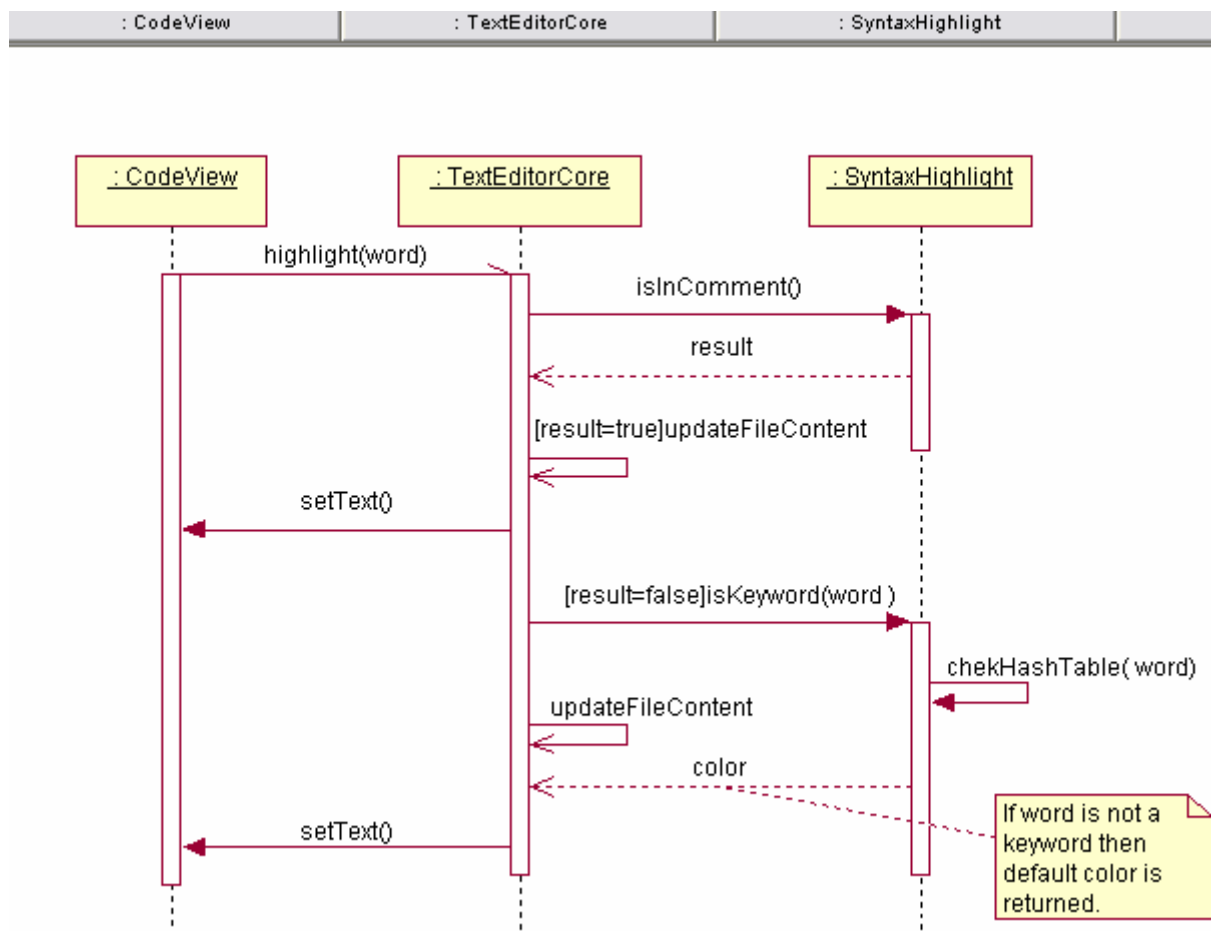 : CodeView
: TextEditorCore
: SyntaxHighlight
: CodeView
: TextEditorCore
: SyntaxHighlight
highlight(word)
isInComment()
result
[result=true]updateFileContent
setText()
[result=false]isKeyword(word )
chekHashTable( word)
updateFileContent
color
If word is not a
keyword then
default color is
returned.
setText()